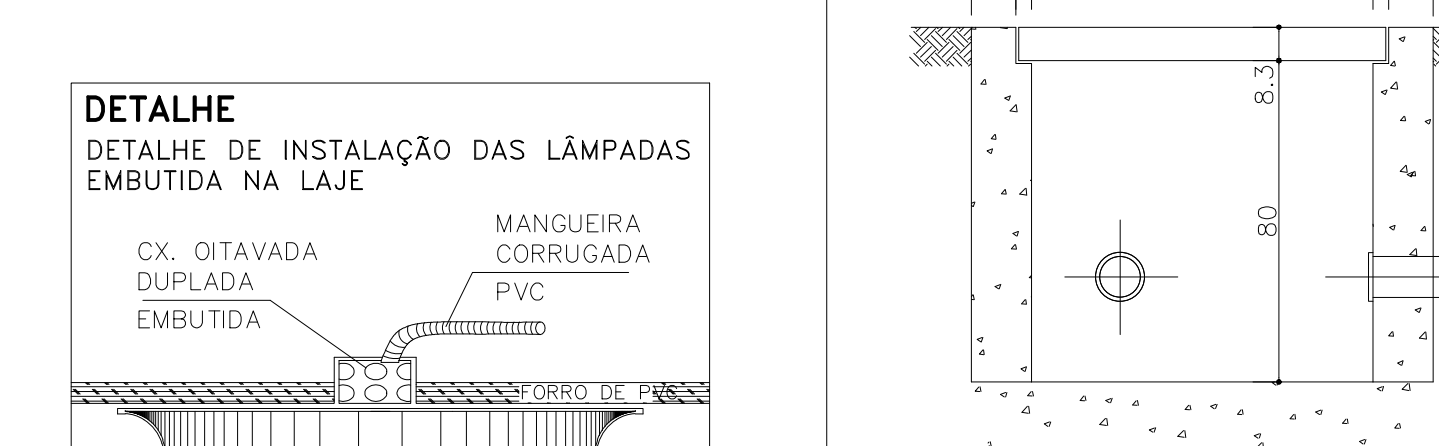 DETALHE
DETALHE DE INSTALAÇÃO DAS LÂMPADAS
EMBUTIDA NA LAJE
MANGUEIRA
CORRUGADA
PVC
CX. OITAVADA
DUPLADA
EMBUTIDA
FORRO DE PVC
8.3
80